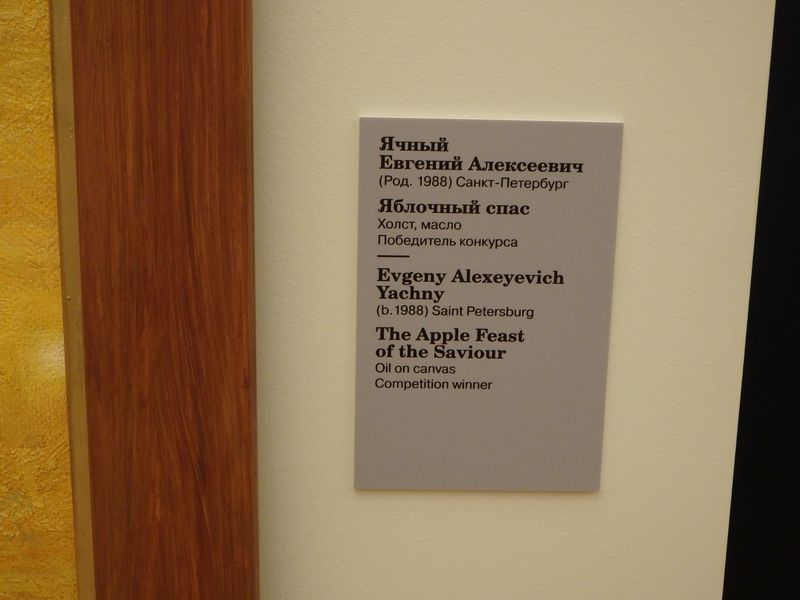 Ячный
Евгений Алексеевич
(Род. 1988) Санкт-Петербург
Яблочный спас
Холст, масло
Победитель конкурса
Evgeny Alexeyevich
Yachny
(b. 1988) Saint Petersburg
The Apple Feast
of the Saviour
Oil on canvas
Competition winner